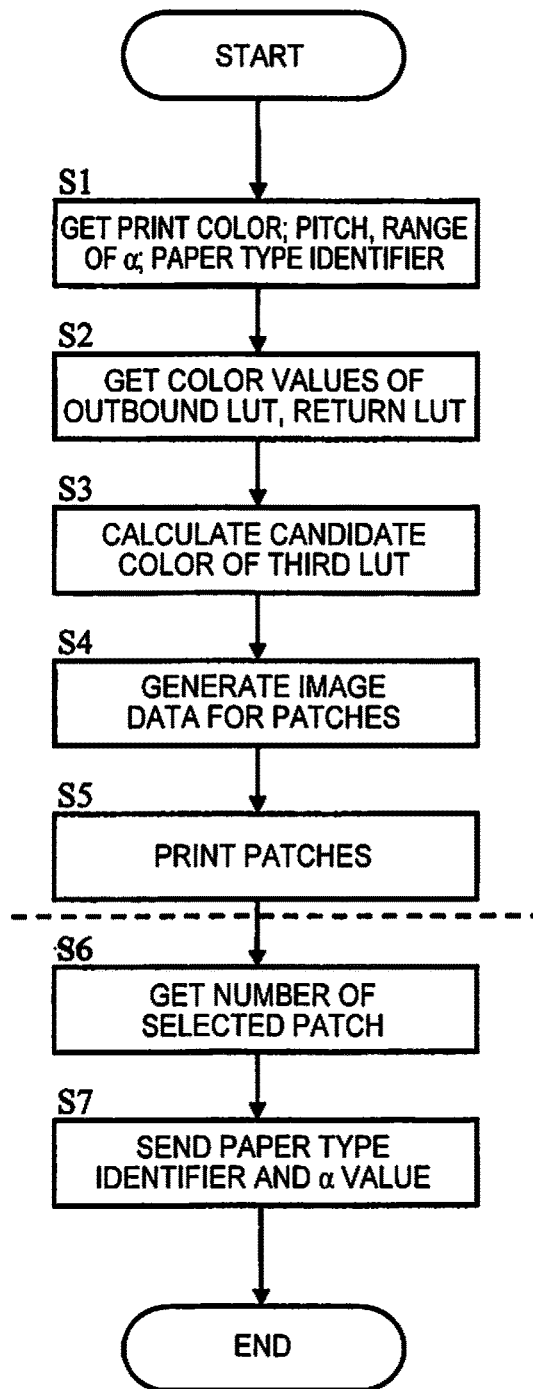 START
S1
GET PRINT COLOR; PITCH, RANGE
OF α; PAPER TYPE IDENTIFIER
S2
GET COLOR VALUES OF
OUTBOUND LUT, RETURN LUT
S3
CALCULATE CANDIDATE
COLOR OF THIRD LUT
S4
GENERATE IMAGE
DATA FOR PATCHES
S5
PRINT PATCHES
S6
GET NUMBER OF
SELECTED PATCH
S7
SEND PAPER TYPE
IDENTIFIER AND α VALUE
END